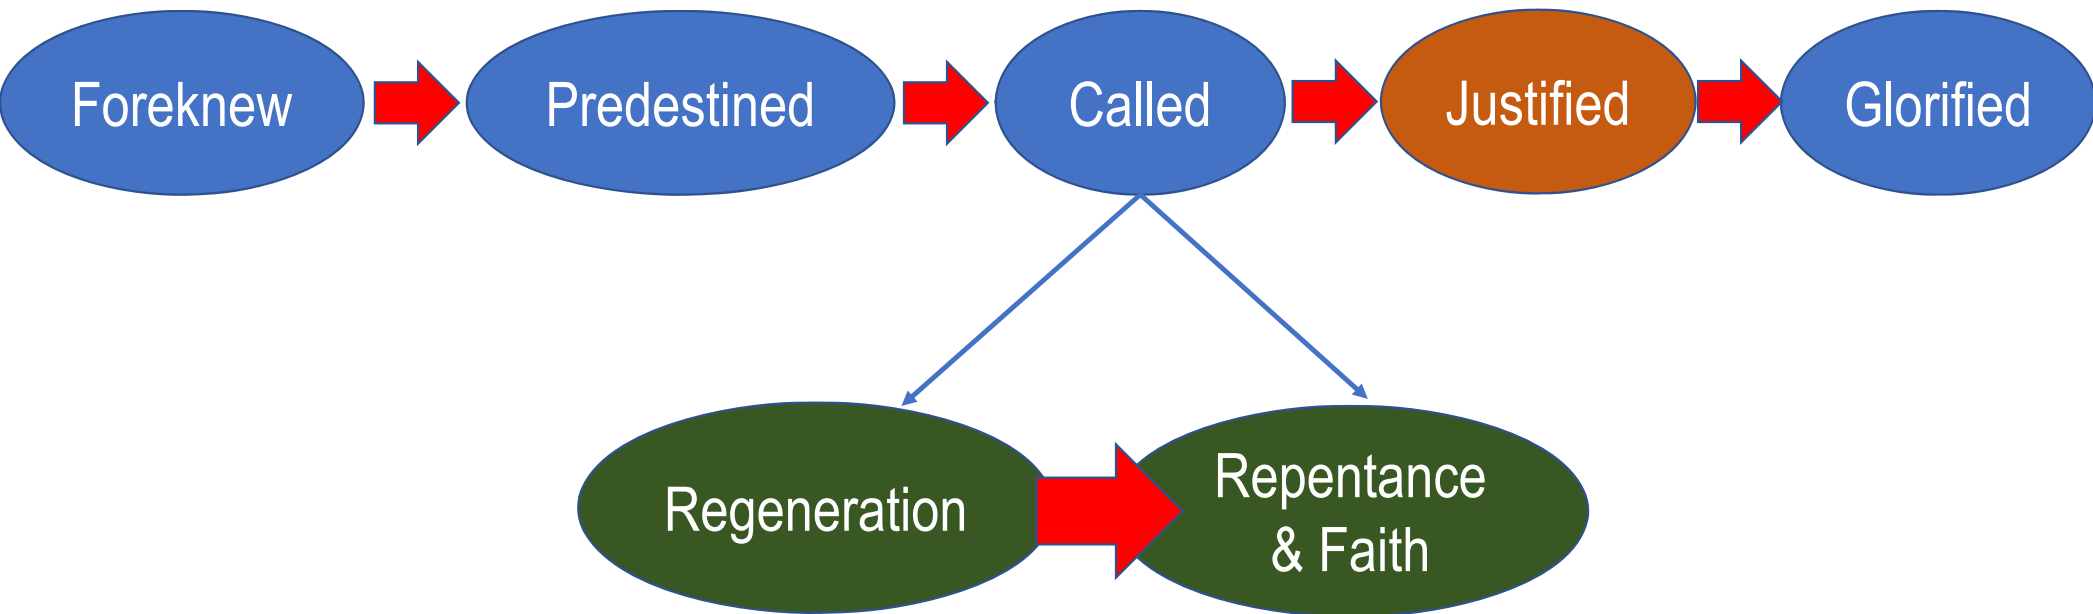 Foreknew
Predestined
Called
Justified
Glorified
Regeneration
Repentance
& Faith